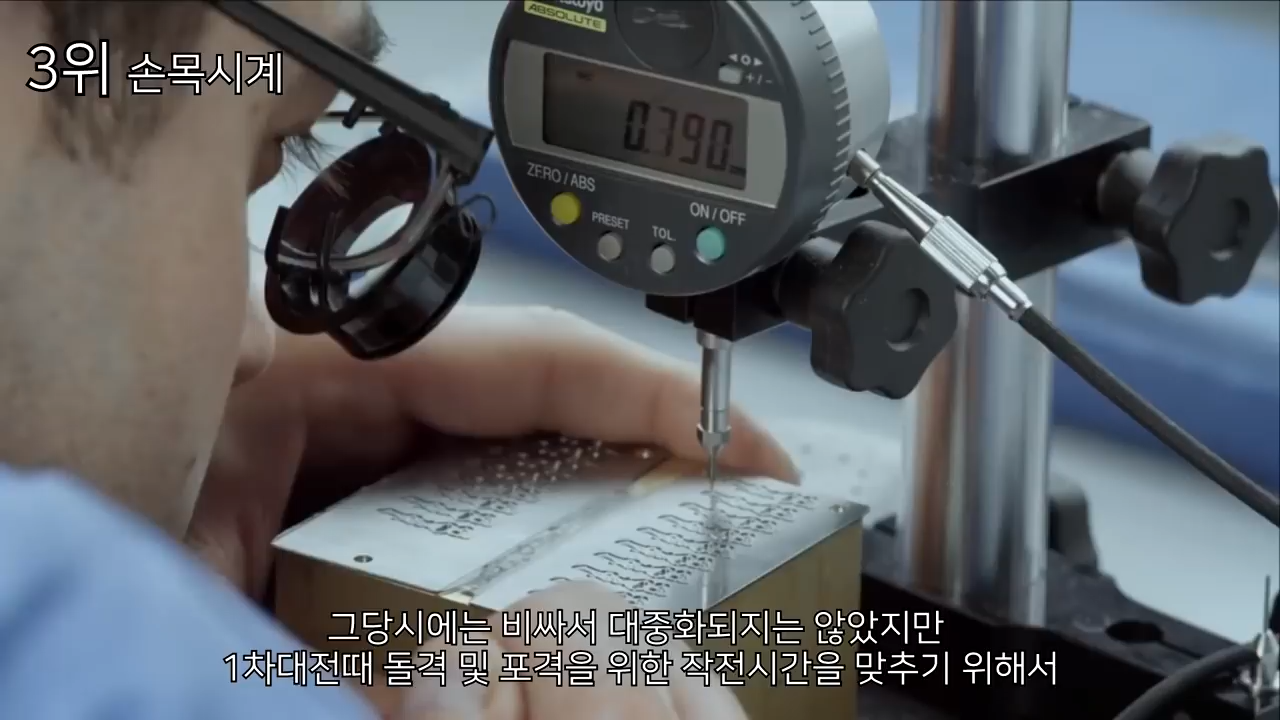 3위 손목시계
ABSOLUTE
◄O►
+/-
0.790
ZERO / ABS
PRESET
TOL.
ON / OFF
그당시에는 비싸서 대중화되지는 않았지만
1차대전때 돌격 및 포격을 위한 작전시간을 맞추기 위해서